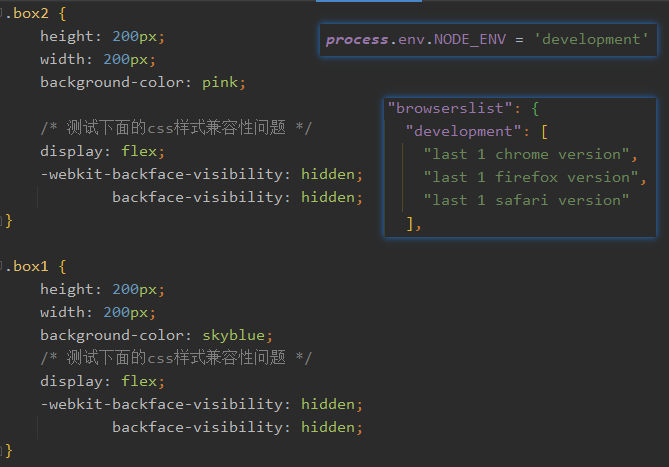 .box2 {
    height: 200px;
    width: 200px;
    background-color: pink;

    /* 测试下面的css样式兼容性问题 */
    display: flex;
    -webkit-backface-visibility: hidden;
            backface-visibility: hidden;
}

.box1 {
    height: 200px;
    width: 200px;
    background-color: skyblue;
    /* 测试下面的css样式兼容性问题 */
    display: flex;
    -webkit-backface-visibility: hidden;
            backface-visibility: hidden;
}
process.env.NODE_ENV = 'development'
"browserslist": {
  "development": [
    "last 1 chrome version",
    "last 1 firefox version",
    "last 1 safari version"
  ],